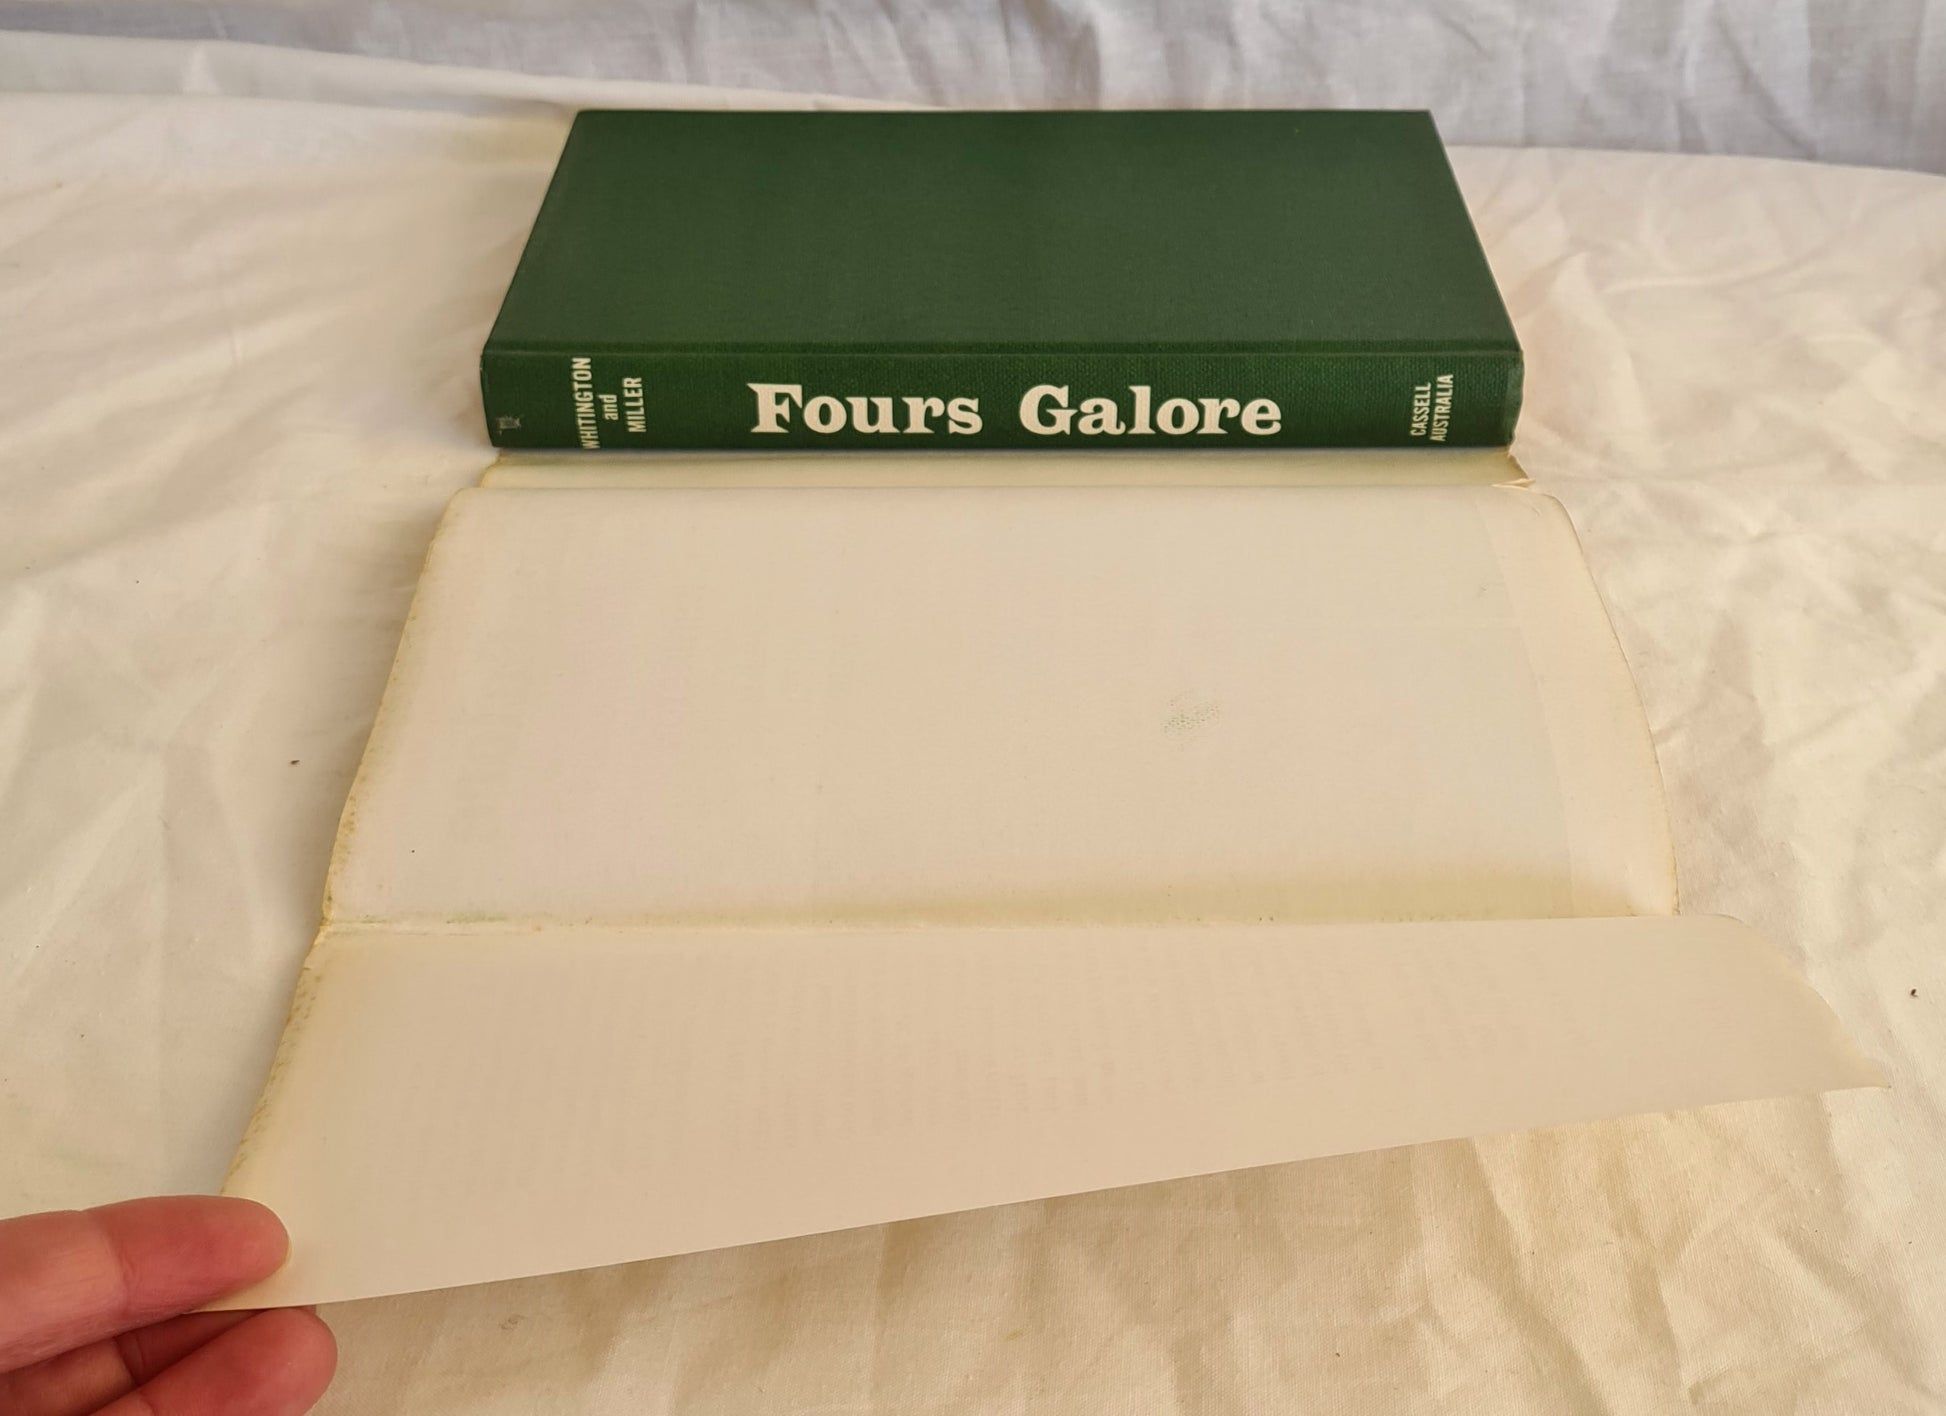 WHITINGTON
and
MILLER
Fours Galore
CASSELL
AUSTRALIA